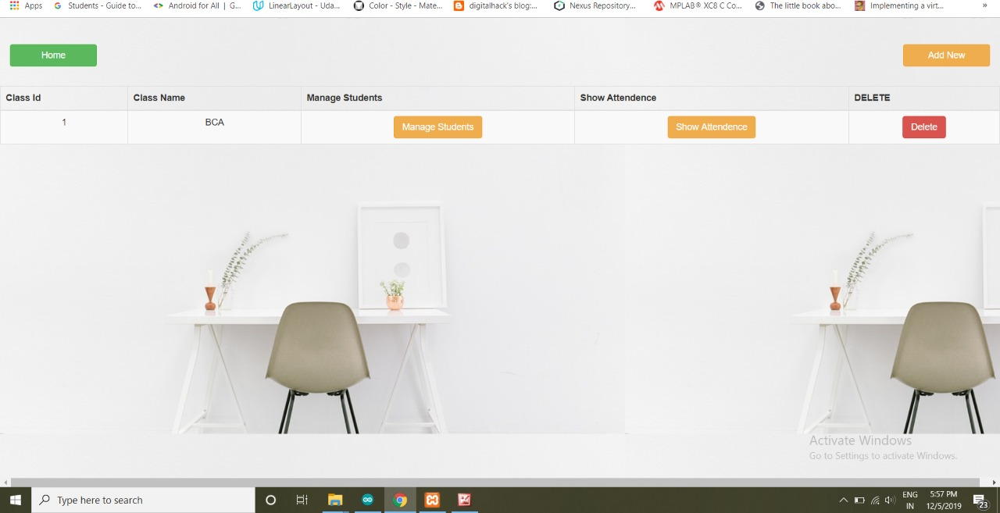 Apps Students - Guide to... Android for All | G... LinearLayout - Uda... Color - Style - Mate... digitalhack's blog:... Nexus Repository... MPLAB® XC8 C Co... The little book abo... Implementing a virt... »
Home Add New
Class Id Class Name Manage Students Show Attendence DELETE
1 BCA Manage Students Show Attendence Delete
Activate Windows
Go to Settings to activate Windows.
Type here to search ENG 5:57 PM
IN 12/5/2019 23